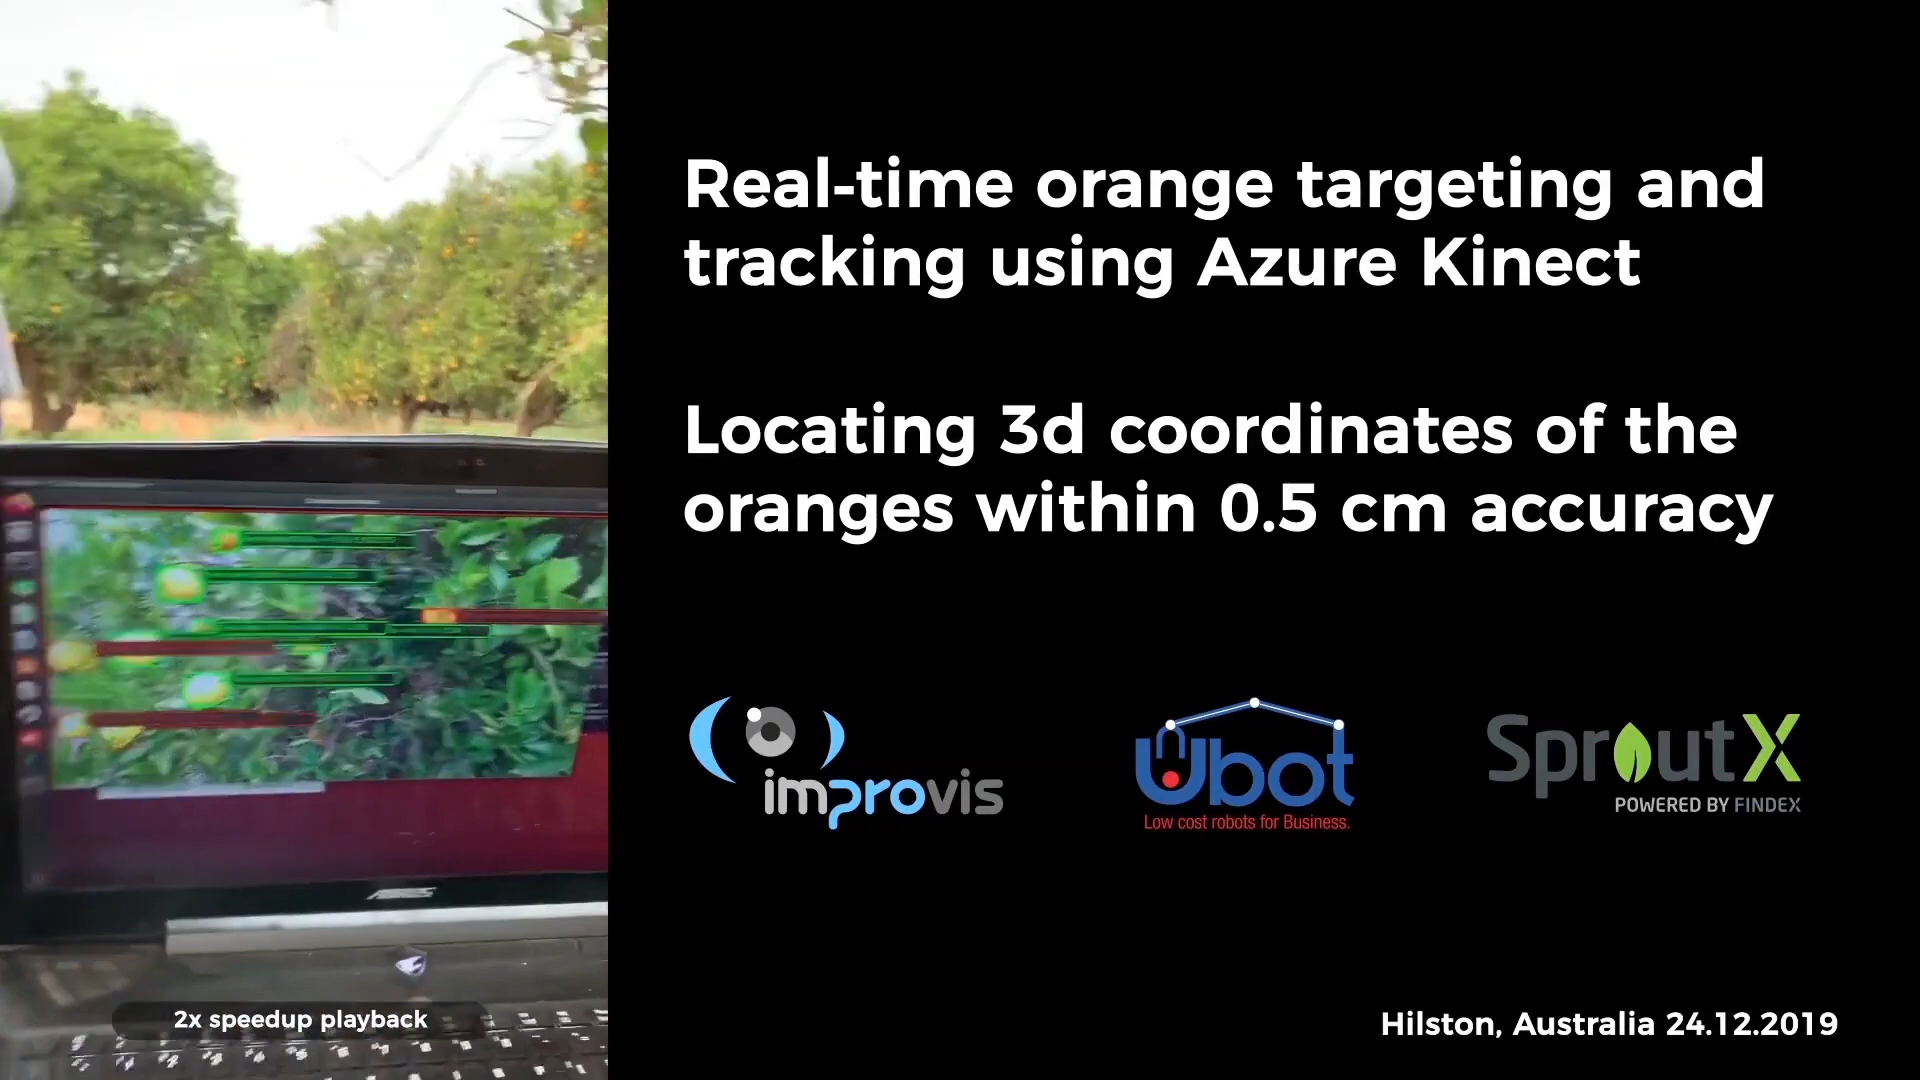 Real-time orange targeting and
tracking using Azure Kinect
Locating 3d coordinates of the
oranges within 0.5 cm accuracy
improvis
Ubot
Low cost robots for Business.
SproutX
POWERED BY FINDEX
ASUS
2x speedup playback
Hilston, Australia 24.12.2019